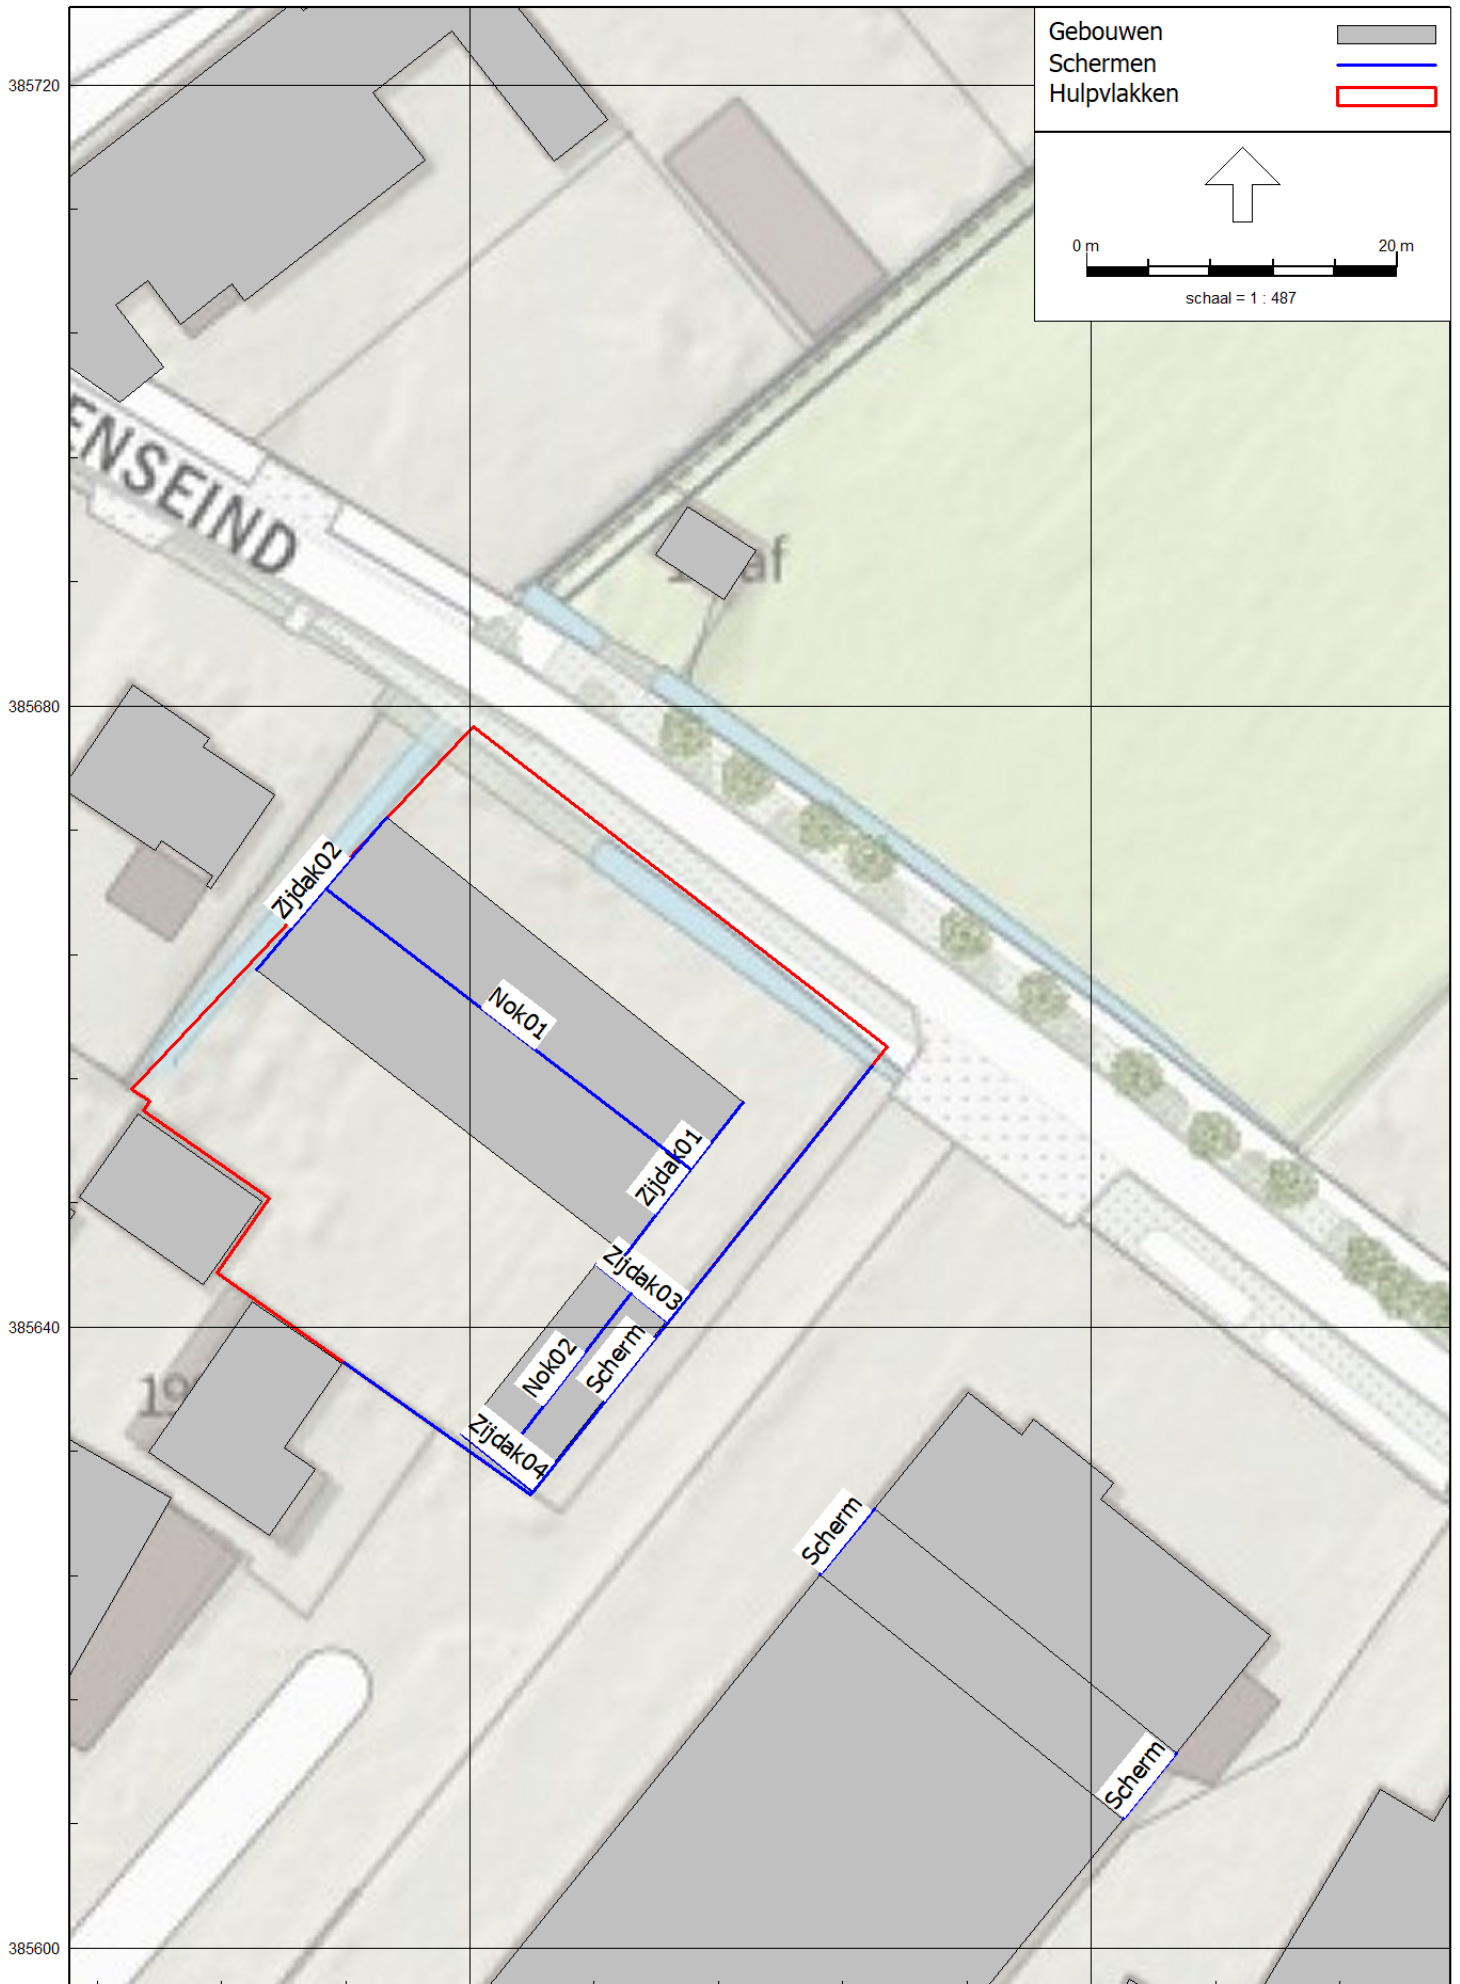 Gebouwen
Schermen
Hulpvlakken
0 m
20 m
schaal = 1 : 487
385720
385680
385640
385600
ENSEIND
Zijdak02
Nok01
Zijdak01
Zijdak03
Nok02
Scherm
Zijdak04
Scherm
Scherm